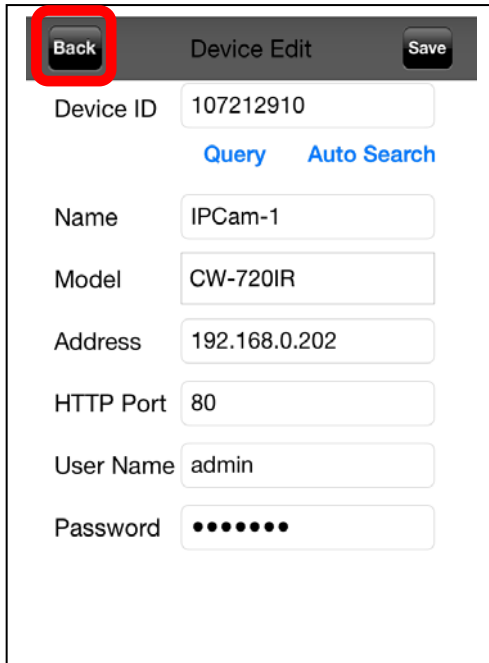 Back Device Edit Save
Device ID 107212910
Query Auto Search
Name IPCam-1
Model CW-720IR
Address 192.168.0.202
HTTP Port 80
User Name admin
Password •••••••